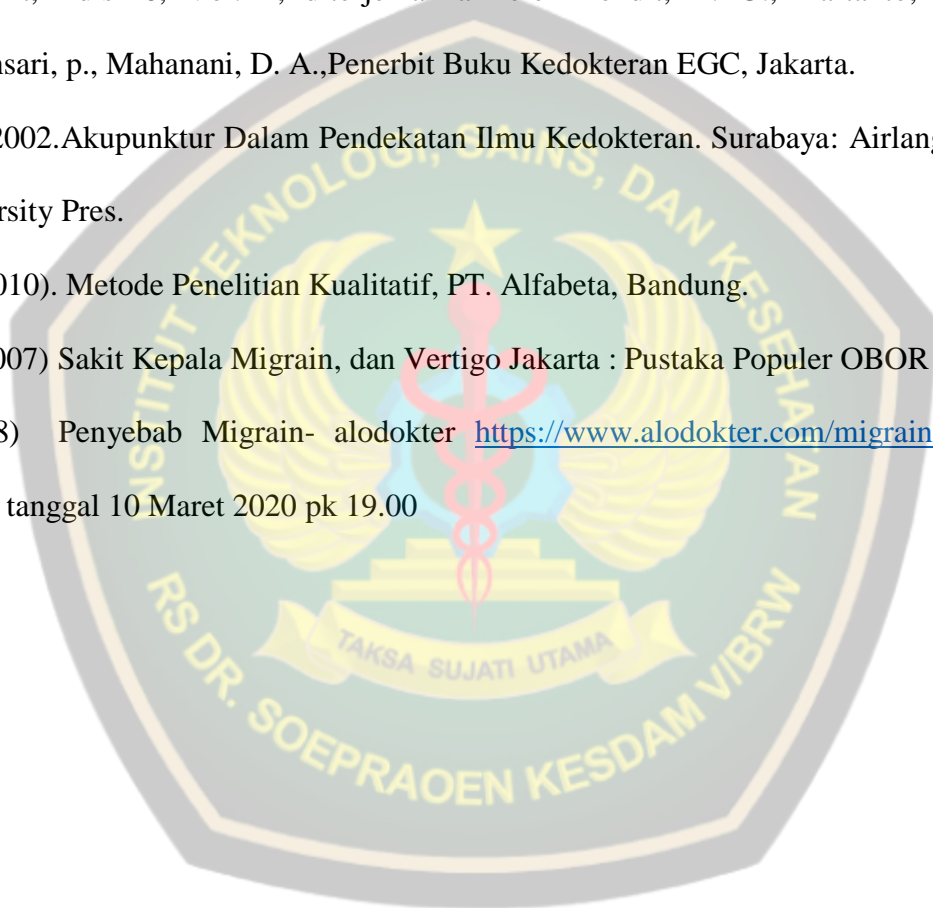 nsari, p., Mahanani, D. A.,Penerbit Buku Kedokteran EGC, Jakarta.
2002.Akupunktur Dalam Pendekatan Ilmu Kedokteran. Surabaya: Airlang
rsity Pres.
010). Metode Penelitian Kualitatif, PT. Alfabeta, Bandung.
007) Sakit Kepala Migrain, dan Vertigo Jakarta : Pustaka Populer OBOR
8) Penyebab Migrain- alodokter https://www.alodokter.com/migrain
tanggal 10 Maret 2020 pk 19.00
INSTITUT TEKNOLOGI, SAINS, DAN KESEHATAN
TAKSA SUJATI UTAMA
RS DR. SOEPRAOEN KESDAM V/BRW